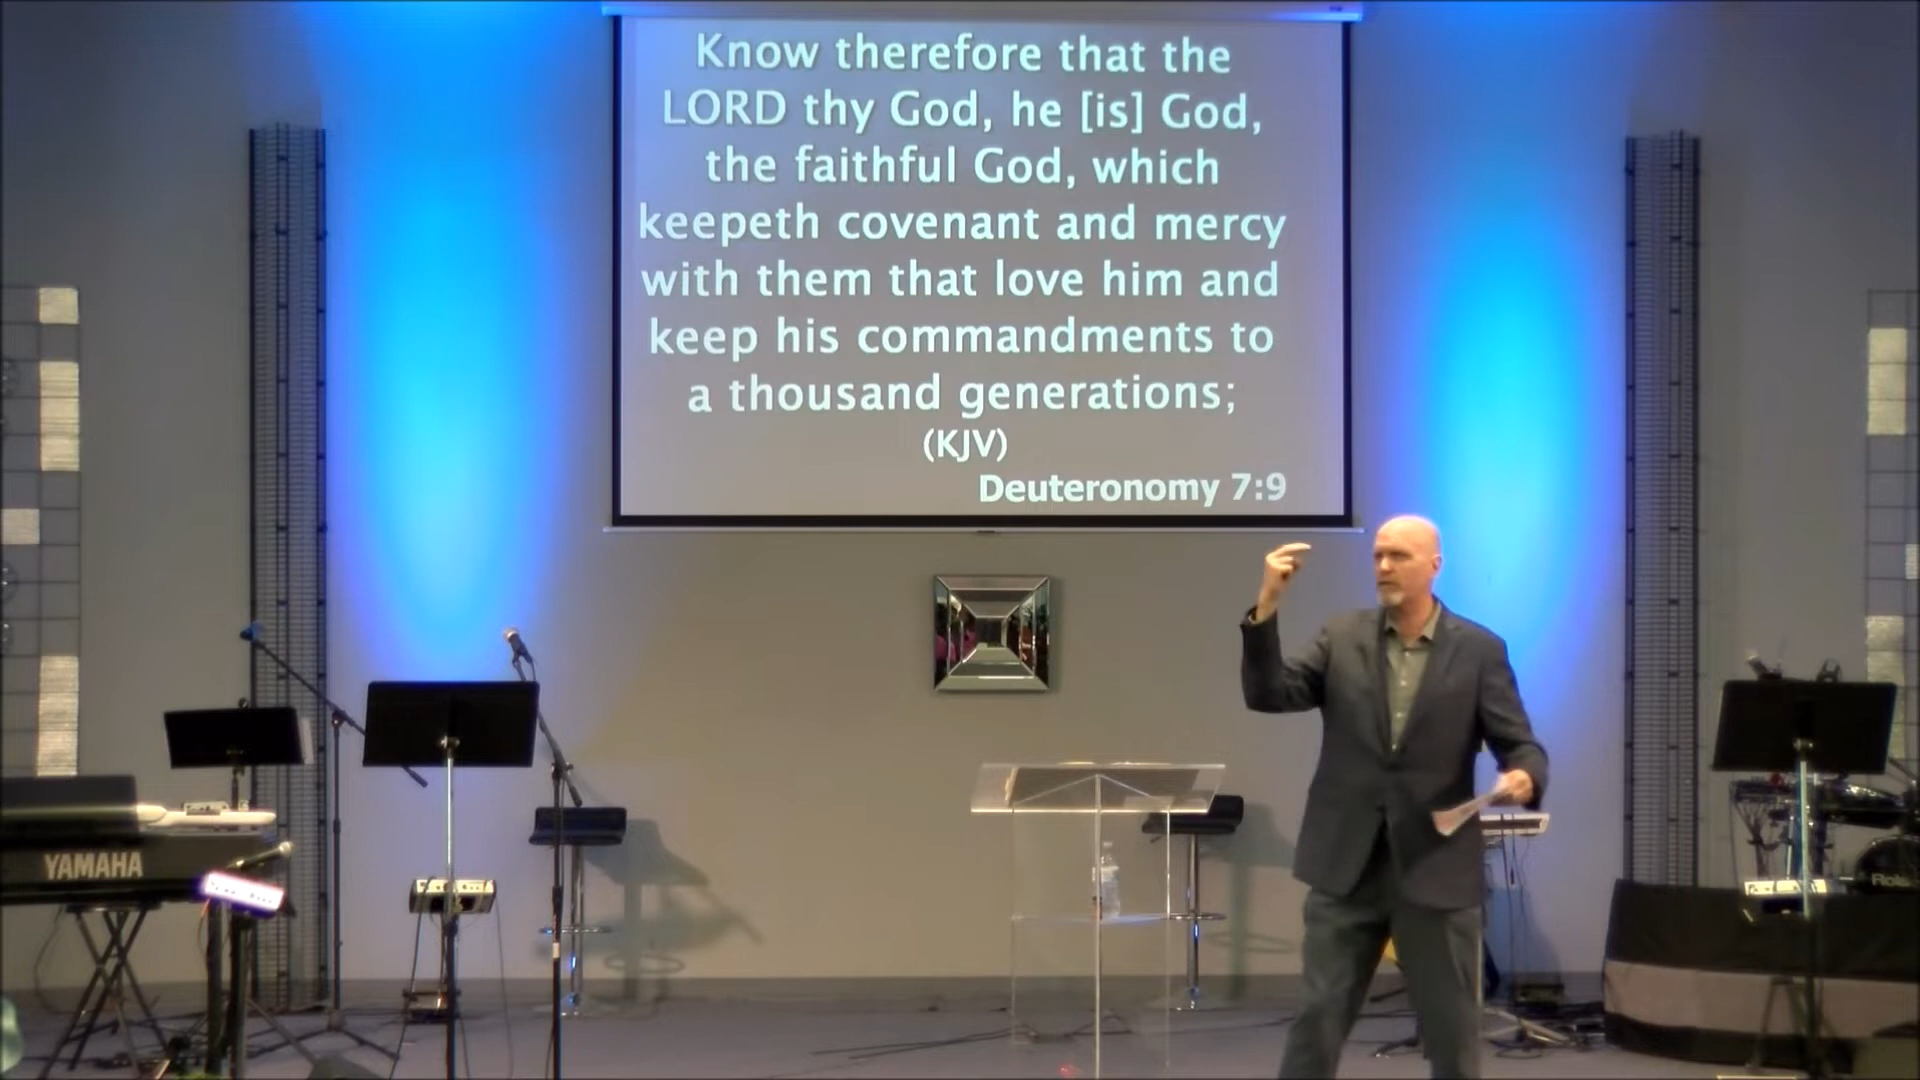 Know therefore that the
LORD thy God, he [is] God,
the faithful God, which
keepeth covenant and mercy
with them that love him and
keep his commandments to
a thousand generations;
(KJV)
Deuteronomy 7:9
YAMAHA